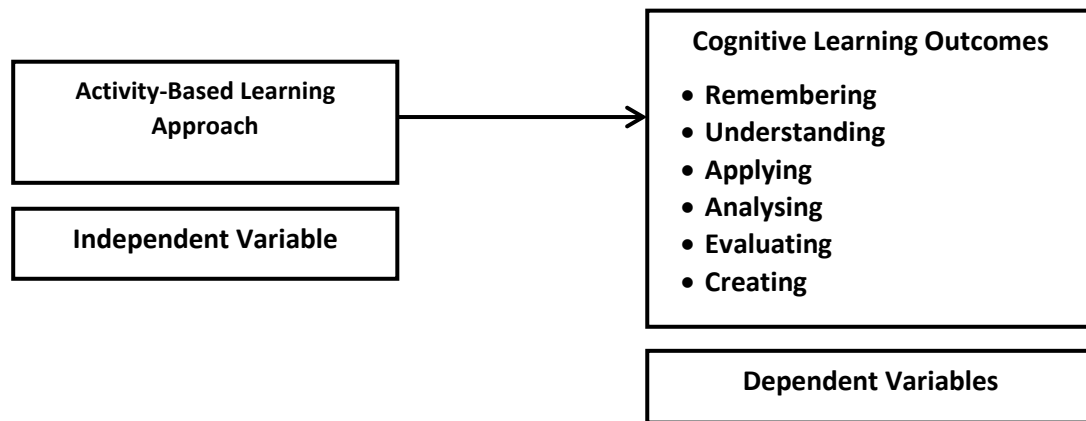 Activity-Based Learning
Approach
Independent Variable
Cognitive Learning Outcomes
• Remembering
• Understanding
• Applying
• Analysing
• Evaluating
• Creating
Dependent Variables